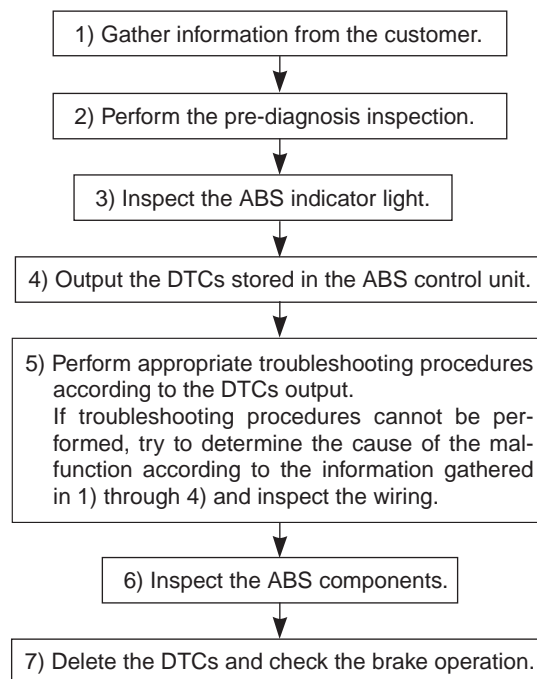 1) Gather information from the customer.
2) Perform the pre-diagnosis inspection.
3) Inspect the ABS indicator light.
4) Output the DTCs stored in the ABS control unit.
5) Perform appropriate troubleshooting procedures
according to the DTCs output.
If troubleshooting procedures cannot be per-
formed, try to determine the cause of the mal-
function according to the information gathered
in 1) through 4) and inspect the wiring.
6) Inspect the ABS components.
7) Delete the DTCs and check the brake operation.